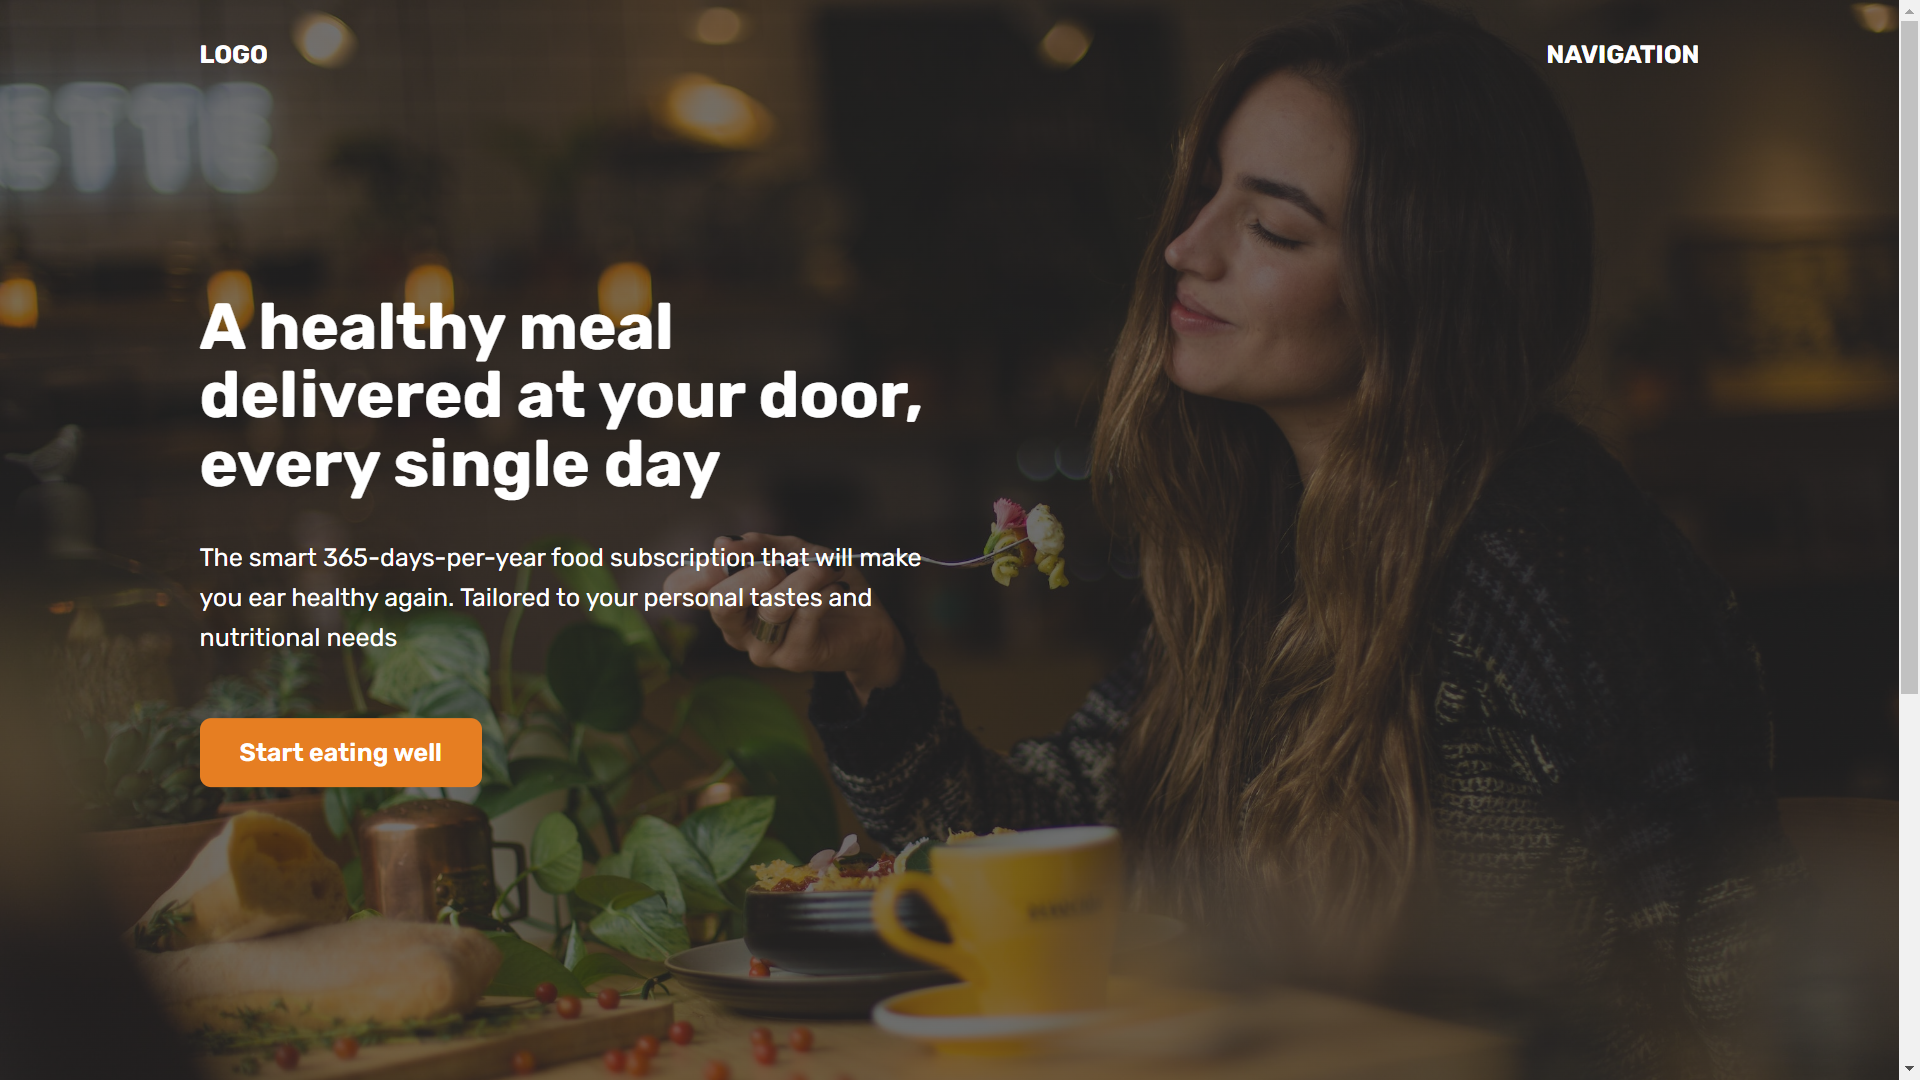 LOGO
NAVIGATION
ETTE
A healthy meal
delivered at your door,
every single day
The smart 365-days-per-year food subscription that will make
you ear healthy again. Tailored to your personal tastes and
nutritional needs
Start eating well